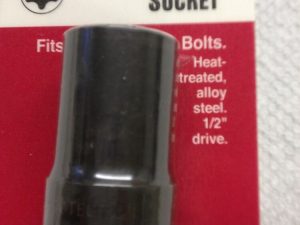 SOCKET
Fits Bolts.
Heat-
treated,
alloy
steel.
1/2"
drive.